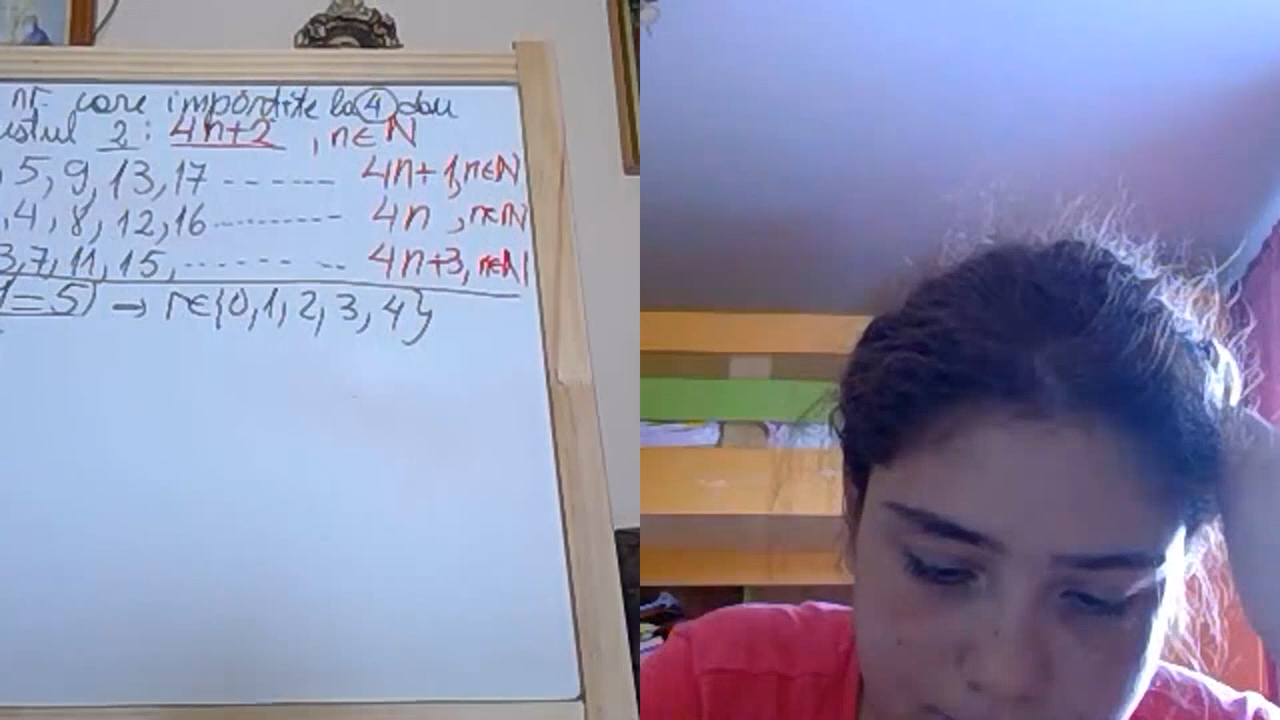 nr. care împărțite la 4 dau
restul 2: 4n+2, n∈N
, 5, 9, 13, 17 ------- 4n+1, n∈N
, 4, 8, 12, 16 -------- 4n, n∈N
3, 7, 11, 15, ------- -- 4n+3, n∈N
=5) → r∈{0, 1, 2, 3, 4}